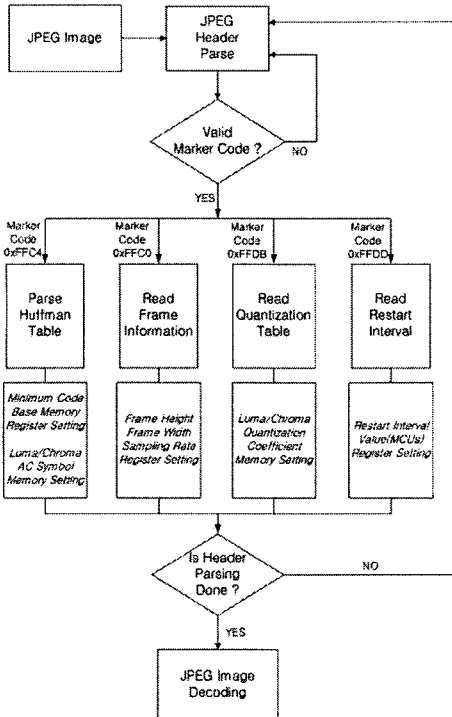 JPEG Image
JPEG
Header
Parse
Valid
Marker Code ?
NO
YES
Marker
Code
0xFFC4
Marker
Code
0xFFC0
Marker
Code
0xFFDB
Marker
Code
0xFFDD
Parse
Huffman
Table
Read
Frame
Information
Read
Quantization
Table
Read
Restart
Interval
Minimum Code
Base Memory
Register Setting
Luma/Chroma
AC Symbol
Memory Setting
Frame Height
Frame Width
Sampling Rate
Register Setting
Luma/Chroma
Quantization
Coefficient
Memory Setting
Restart Interval
Value(MCUs)
Register Setting
Is Header
Parsing
Done ?
NO
YES
JPEG Image
Decoding